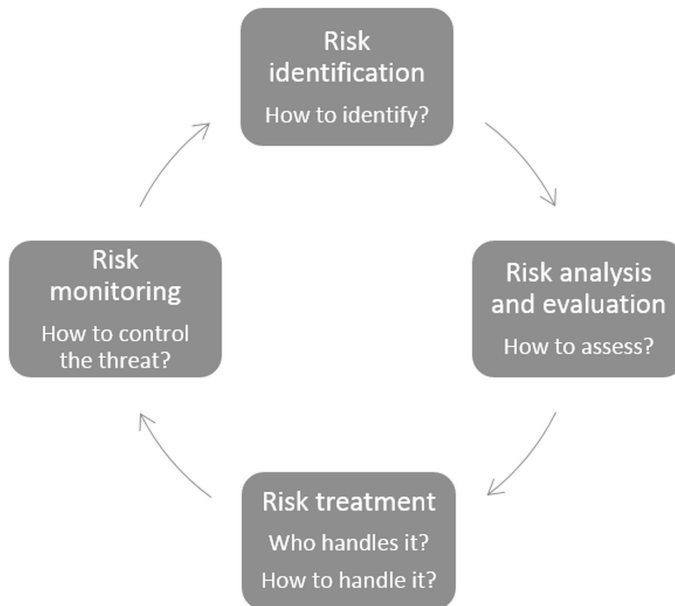 Risk
identification
How to identify?
Risk analysis
and evaluation
How to assess?
Risk treatment
Who handles it?
How to handle it?
Risk
monitoring
How to control
the threat?